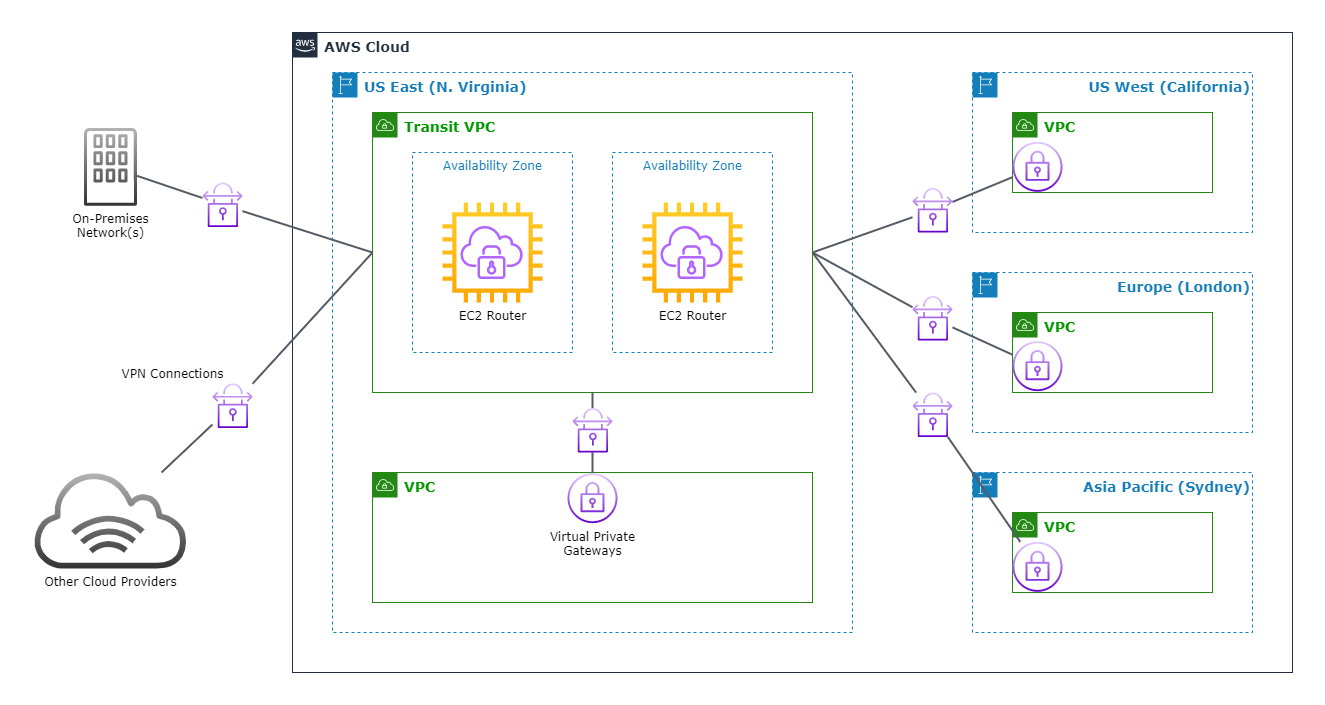 aws
AWS Cloud
US East (N. Virginia)
US West (California)
Transit VPC
VPC
Availability Zone
Availability Zone
On-Premises
Network(s)
EC2 Router
EC2 Router
Europe (London)
VPC
VPN Connections
VPC
Asia Pacific (Sydney)
VPC
Virtual Private
Gateways
Other Cloud Providers